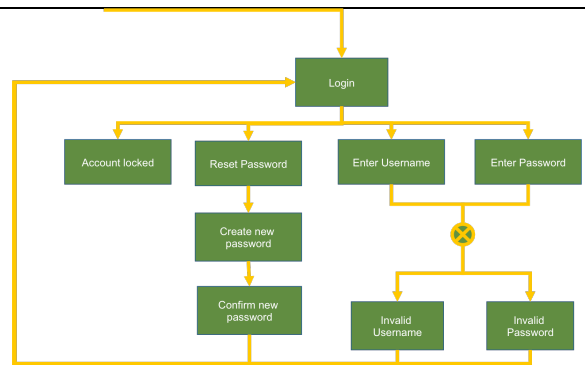 Login
Account locked
Reset Password
Enter Username
Enter Password
Create new
password
Confirm new
password
Invalid
Username
Invalid
Password